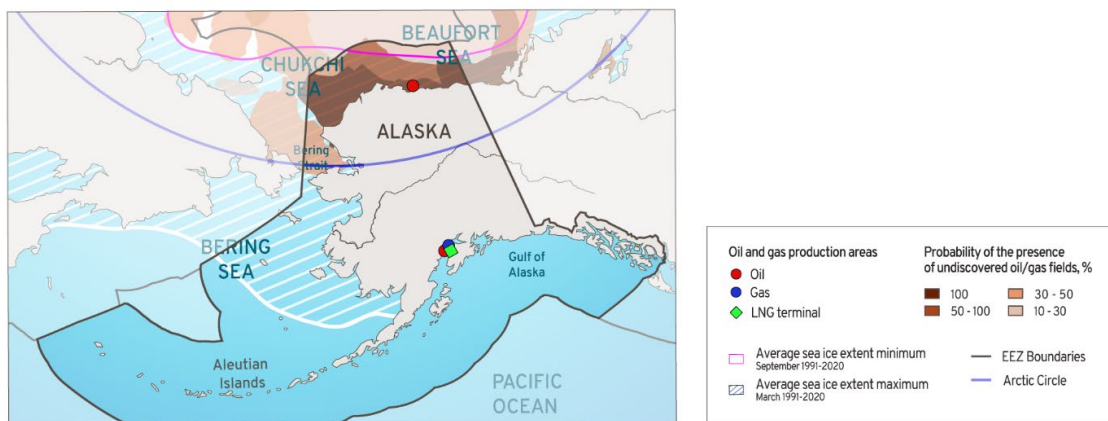 BEAUFORT
SEA
CHUKCHI
SEA
ALASKA
Bering
Strait
BERING
SEA
Gulf of
Alaska
Aleutian
Islands
PACIFIC
OCEAN
Oil and gas production areas
Oil
Gas
LNG terminal
Probability of the presence
of undiscovered oil/gas fields, %
100
30 - 50
50 - 100
10 - 30
Average sea ice extent minimum
September 1991-2020
Average sea ice extent maximum
March 1991-2020
EEZ Boundaries
Arctic Circle